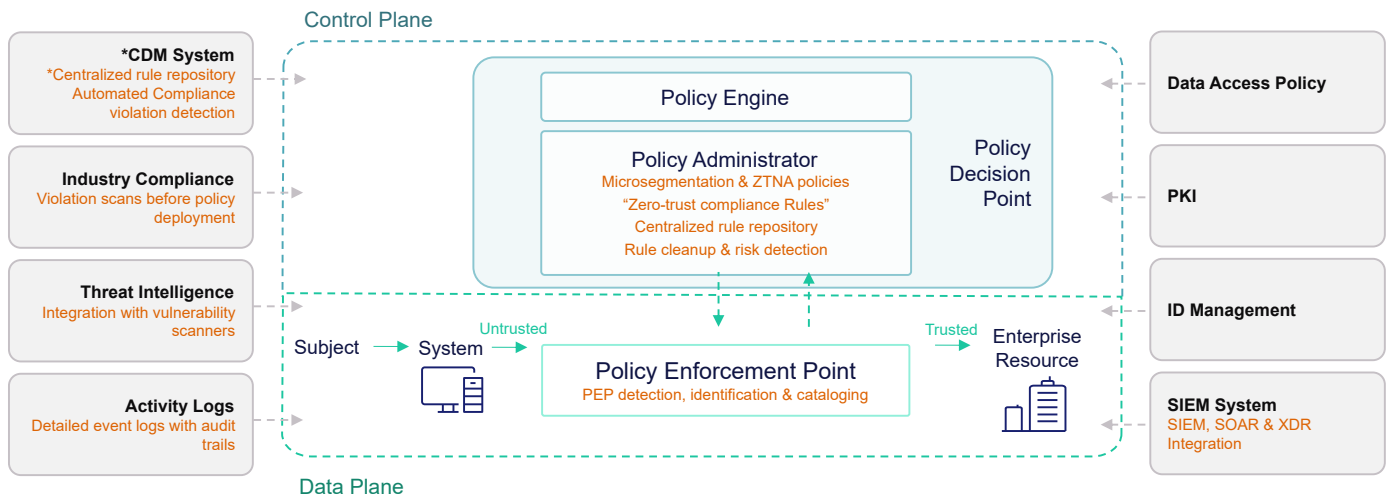 Control Plane
*CDM System
*Centralized rule repository
Automated Compliance
violation detection
Industry Compliance
Violation scans before policy
deployment
Threat Intelligence
Integration with vulnerability
scanners
Activity Logs
Detailed event logs with audit
trails
Policy Engine
Policy Administrator
Microsegmentation & ZTNA policies
“Zero-trust compliance Rules”
Centralized rule repository
Rule cleanup & risk detection
Policy
Decision
Point
Subject
System
Untrusted
Policy Enforcement Point
PEP detection, identification & cataloging
Trusted
Enterprise
Resource
Data Access Policy
PKI
ID Management
SIEM System
SIEM, SOAR & XDR
Integration
Data Plane